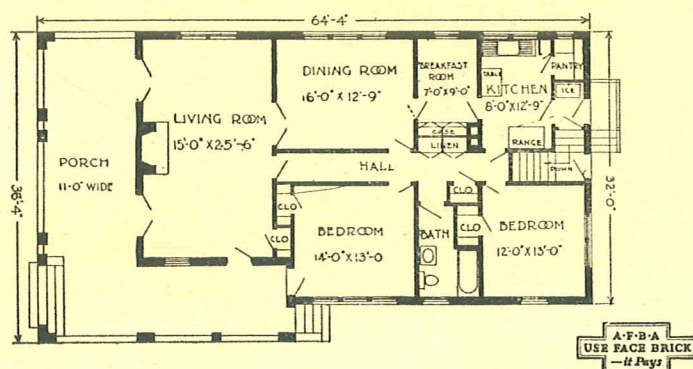 64'-4"
DINING ROOM
16'-0" X 12'-9"
BREAKFAST
ROOM
7'-0" X 9'-0"
TABLE
KITCHEN
8'-0" X 12'-9"
PANTRY
ICE
LIVING ROOM
15'-0" X 25'-6"
CASE
LINEN
RANGE
PORCH
11'-0" WIDE
HALL
DOWN
38'-4"
32'-0"
CLO
CLO
CLO
CLO
BEDROOM
14'-0" X 13'-0
BATH
BEDROOM
12'-0" X 13'-0"
A·F·B·A
USE FACE BRICK
—it Pays